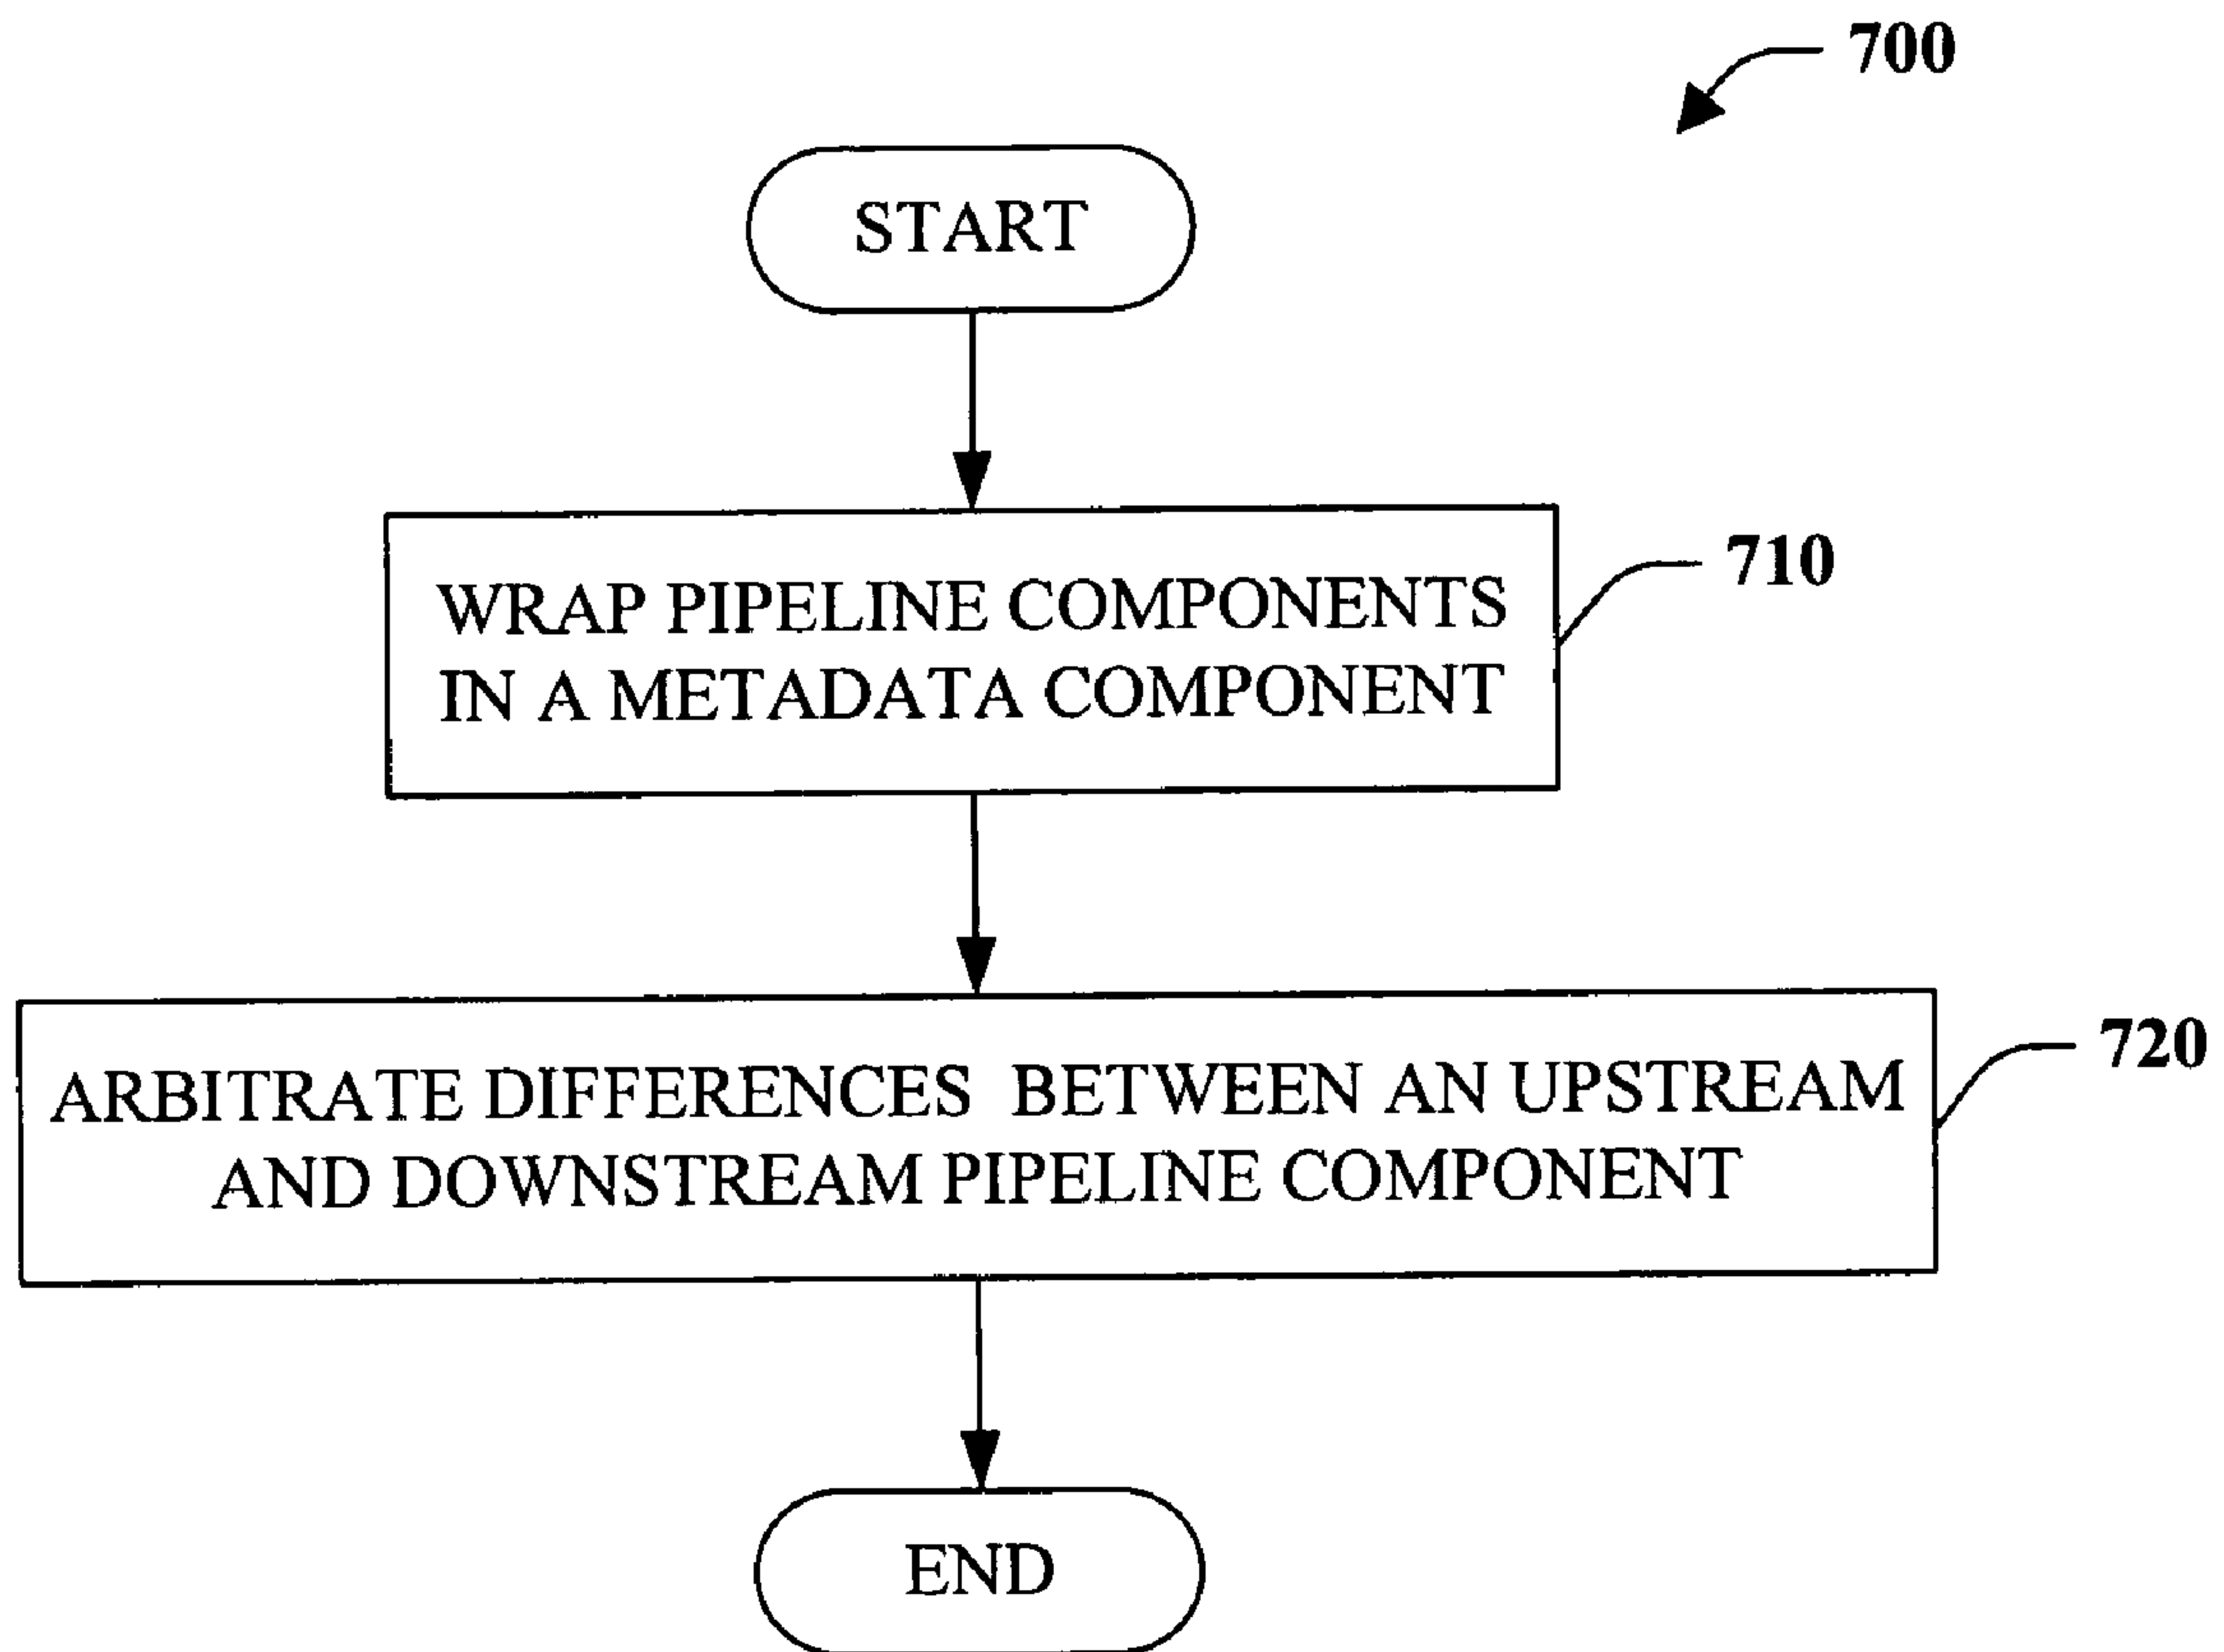 700
START
WRAP PIPELINE COMPONENTS
IN A METADATA COMPONENT
710
ARBITRATE DIFFERENCES BETWEEN AN UPSTREAM
AND DOWNSTREAM PIPELINE COMPONENT
720
END